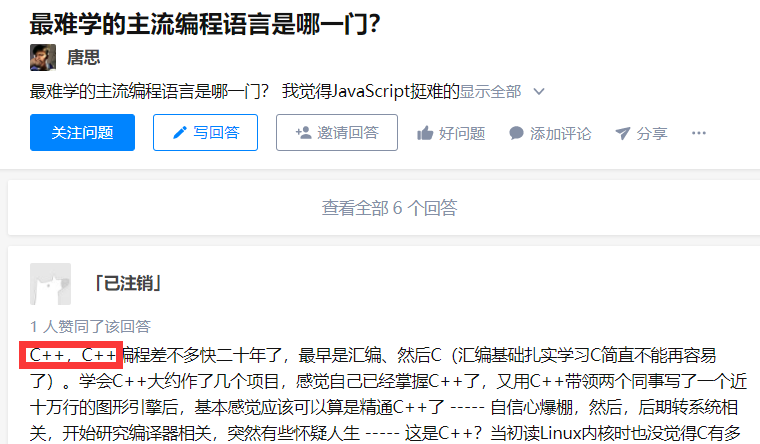 最难学的主流编程语言是哪一门？
唐思
最难学的主流编程语言是哪一门？ 我觉得JavaScript挺难的显示全部
关注问题 写回答 邀请回答 好问题 添加评论 分享 ···
查看全部 6 个回答
「已注销」
1 人赞同了该回答
C++，C++编程差不多快二十年了，最早是汇编、然后C（汇编基础扎实学习C简直不能再容易
了）。学会C++大约作了几个项目，感觉自己已经掌握C++了，又用C++带领两个同事写了一个近
十万行的图形引擎后，基本感觉应该可以算是精通C++了 ----- 自信心爆棚，然后，后期转系统相
关，开始研究编译器相关，突然有些怀疑人生 ----- 这是C++？当初读Linux内核时也没觉得C有多